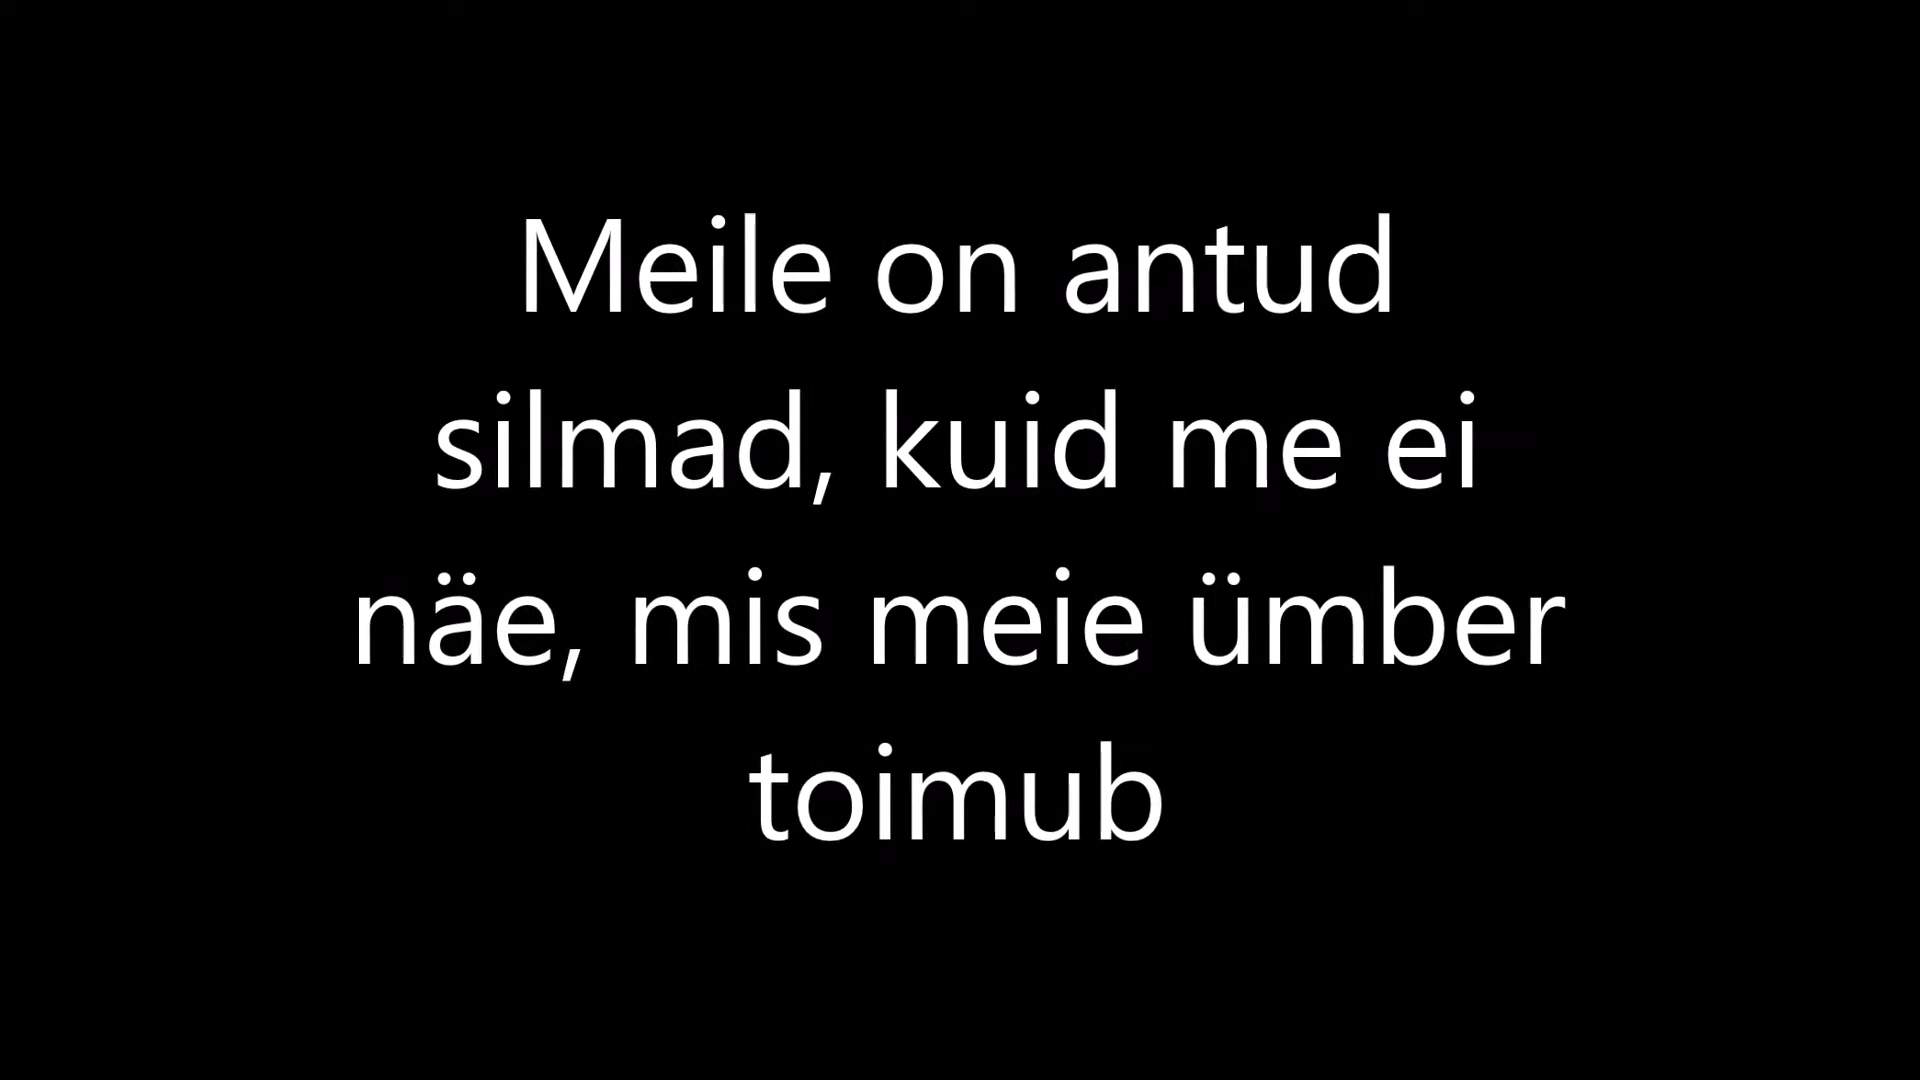 Meile on antud
silmad, kuid me ei
näe, mis meie ümber
toimub